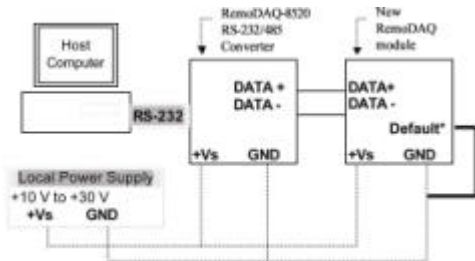 RemoDAQ-8520
RS-232/485
Converter
New
RemoDAQ
module
Host
Computer
DATA +
DATA -
DATA+
DATA -
Default*
RS-232
+Vs GND
+Vs GND
Local Power Supply
+10 V to +30 V
+Vs GND